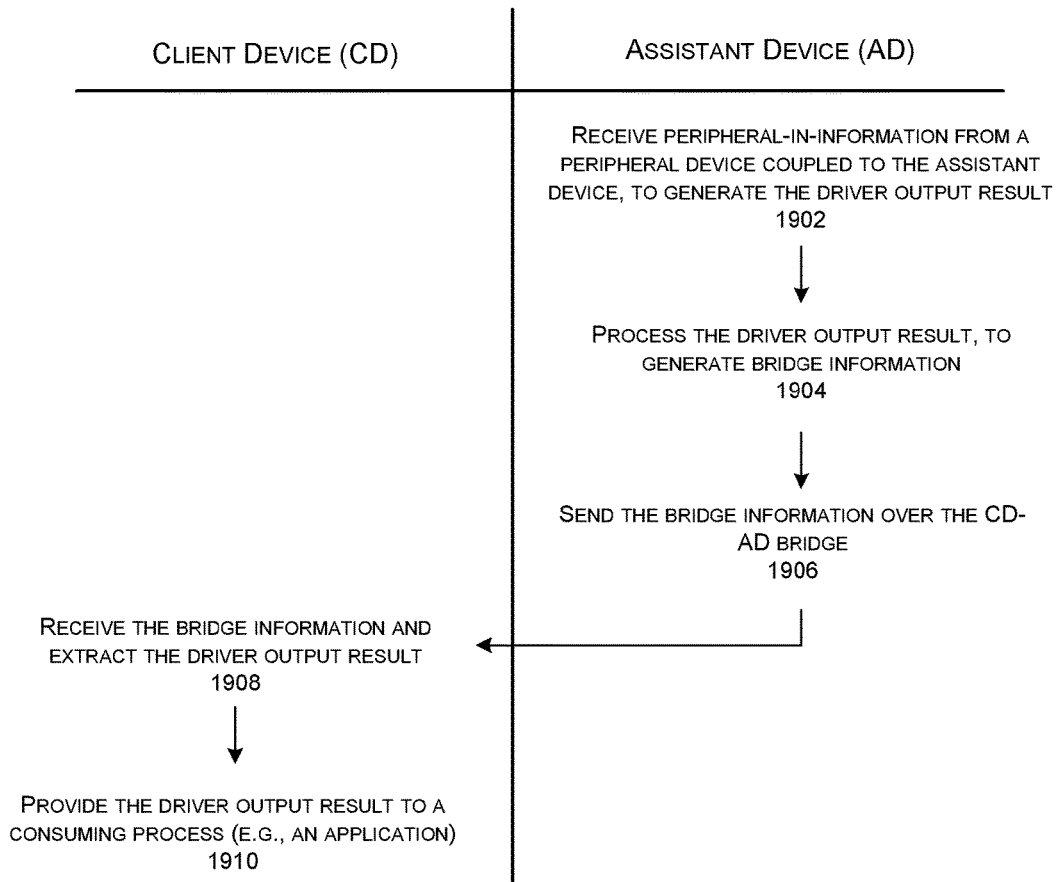 CLIENT DEVICE (CD)
ASSISTANT DEVICE (AD)
RECEIVE PERIPHERAL-IN-INFORMATION FROM A
PERIPHERAL DEVICE COUPLED TO THE ASSISTANT
DEVICE, TO GENERATE THE DRIVER OUTPUT RESULT
1902
PROCESS THE DRIVER OUTPUT RESULT, TO
GENERATE BRIDGE INFORMATION
1904
SEND THE BRIDGE INFORMATION OVER THE CD-
AD BRIDGE
1906
RECEIVE THE BRIDGE INFORMATION AND
EXTRACT THE DRIVER OUTPUT RESULT
1908
PROVIDE THE DRIVER OUTPUT RESULT TO A
CONSUMING PROCESS (E.G., AN APPLICATION)
1910